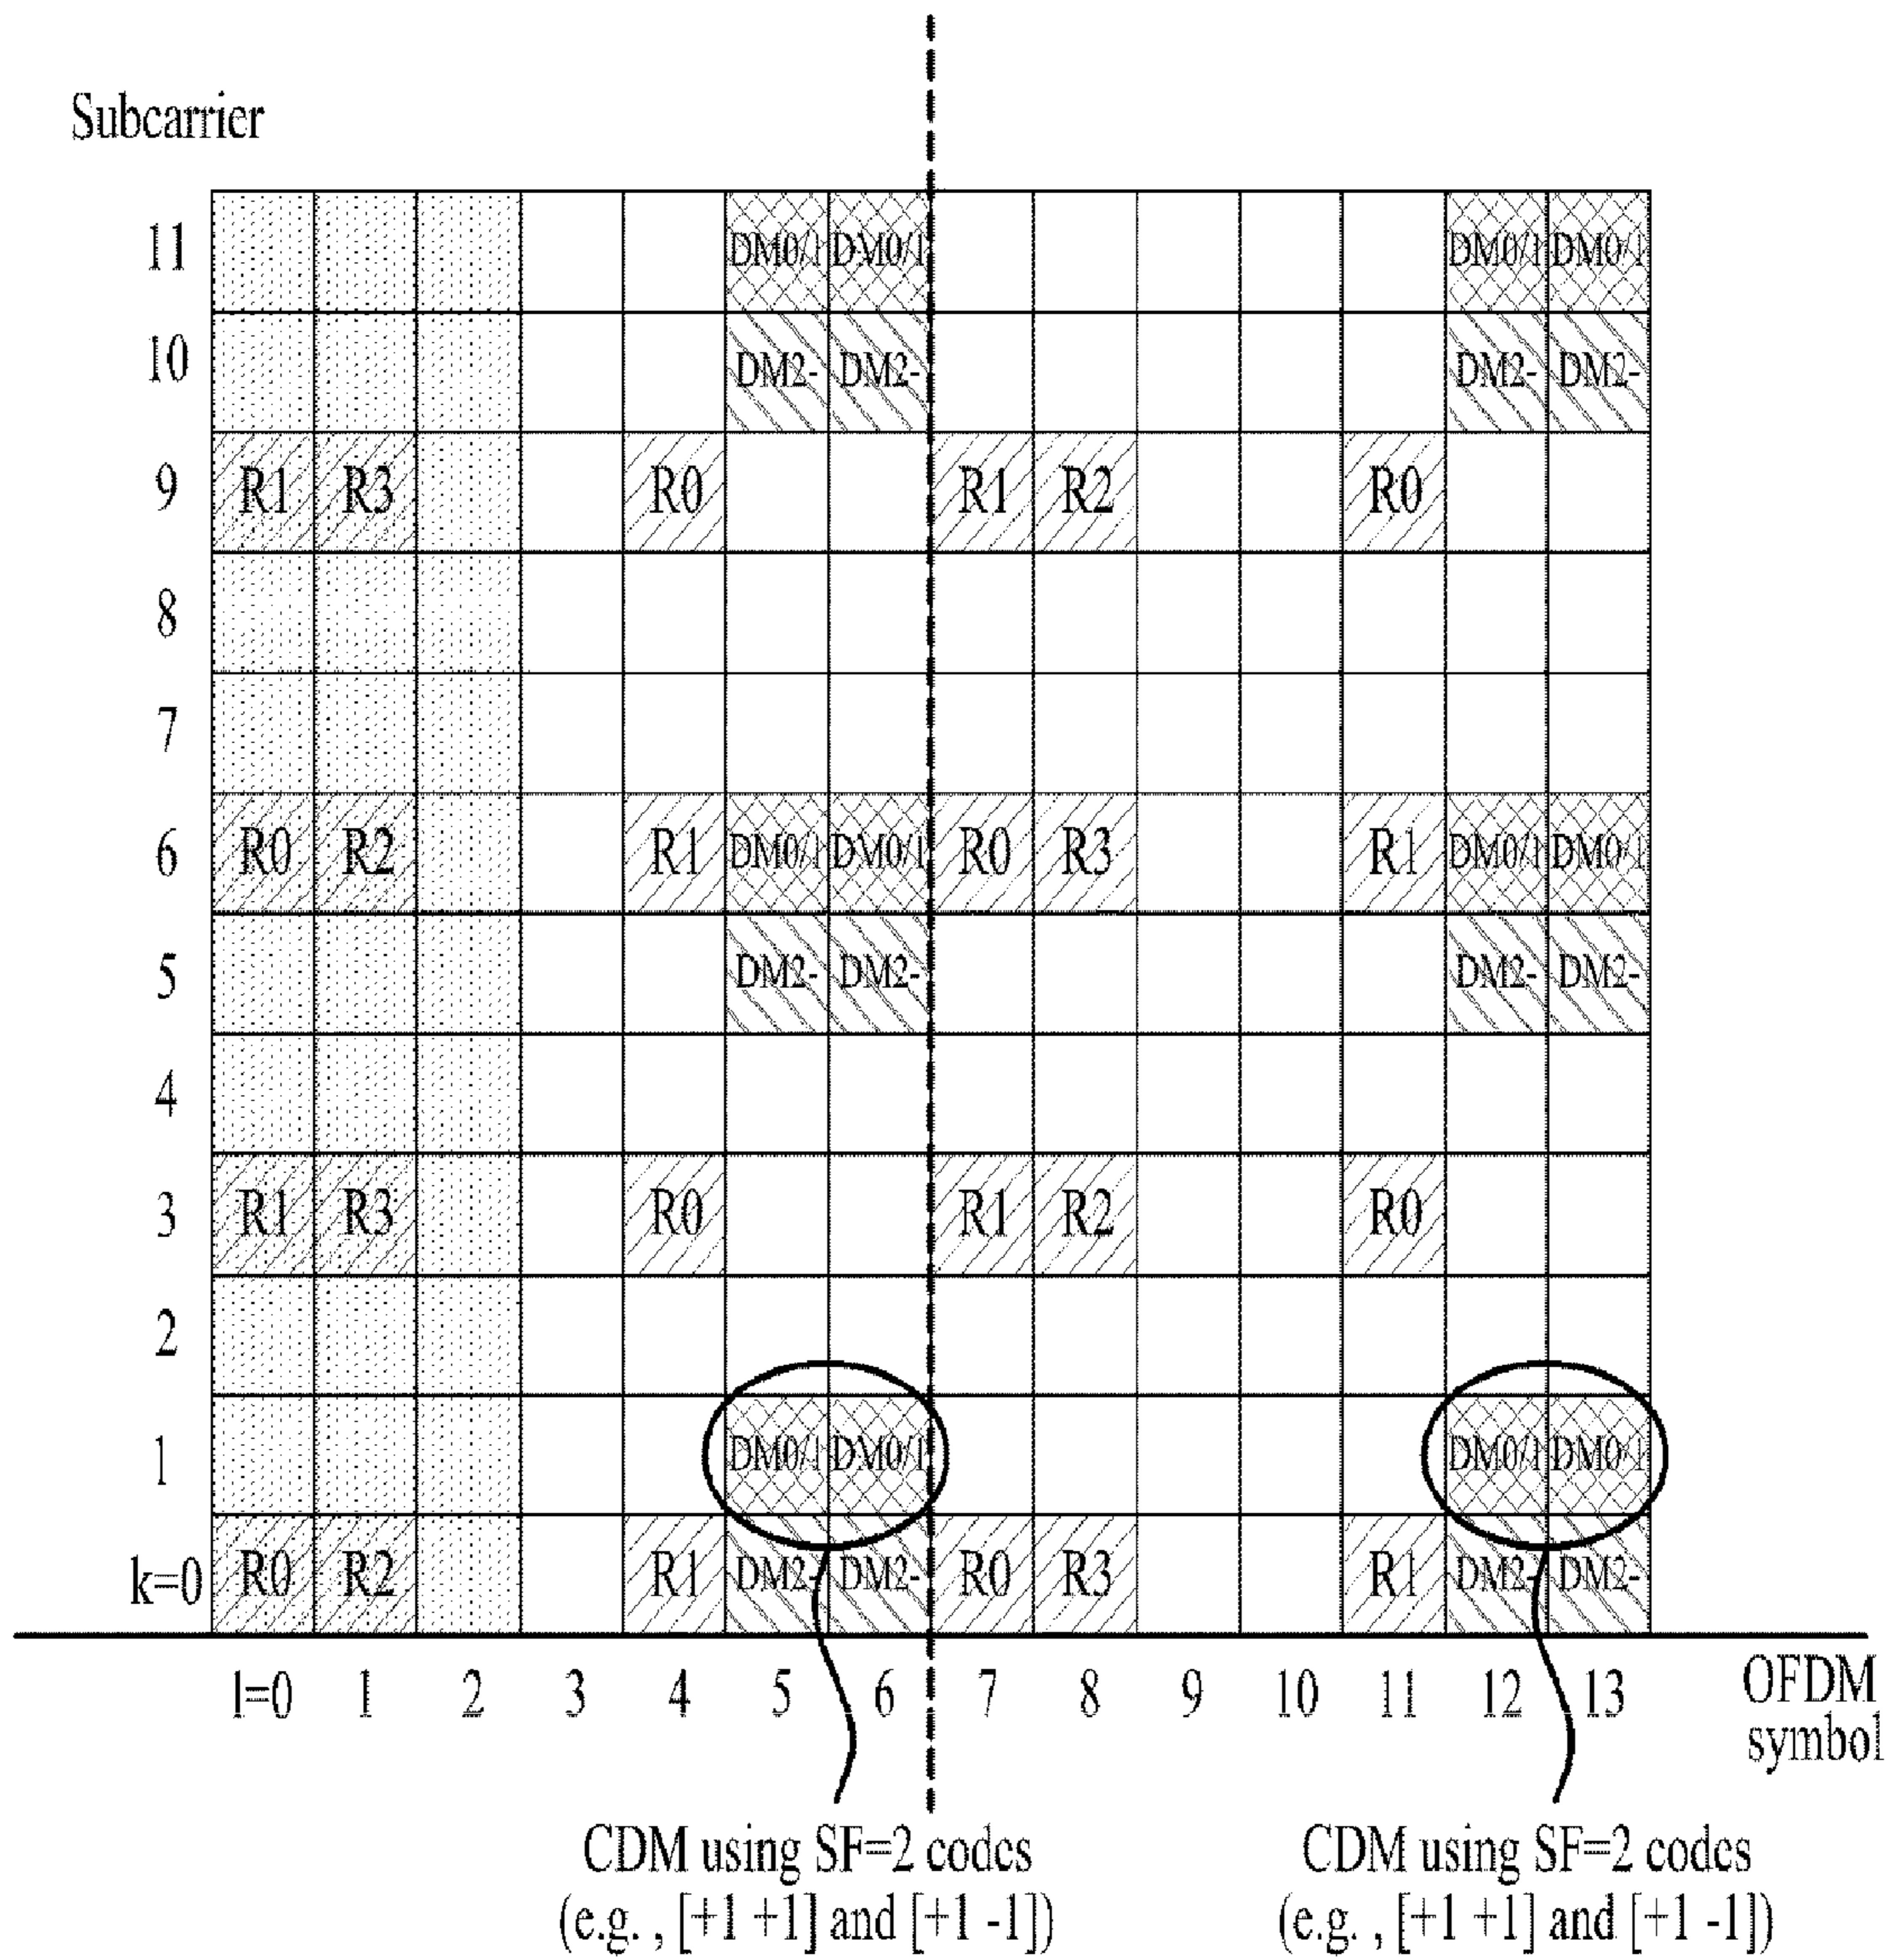 Subcarrier
11 DM0/1 DM0/1 DM0/1 DM0/1
10 DM2- DM2- DM2- DM2-
9 R1 R3 R0 R1 R2 R0
8
7
6 R0 R2 R1 DM0/1 DM0/1 R0 R3 R1 DM0/1 DM0/1
5 DM2- DM2- DM2- DM2-
4
3 R1 R3 R0 R1 R2 R0
2
1 DM0/1 DM0/1 DM0/1 DM0/1
k=0 R0 R2 R1 DM2- DM2- R0 R3 R1 DM2- DM2-
l=0 1 2 3 4 5 6 7 8 9 10 11 12 13 OFDM
symbol
CDM using SF=2 codes
(e.g. , [+1 +1] and [+1 -1])
CDM using SF=2 codes
(e.g. , [+1 +1] and [+1 -1])